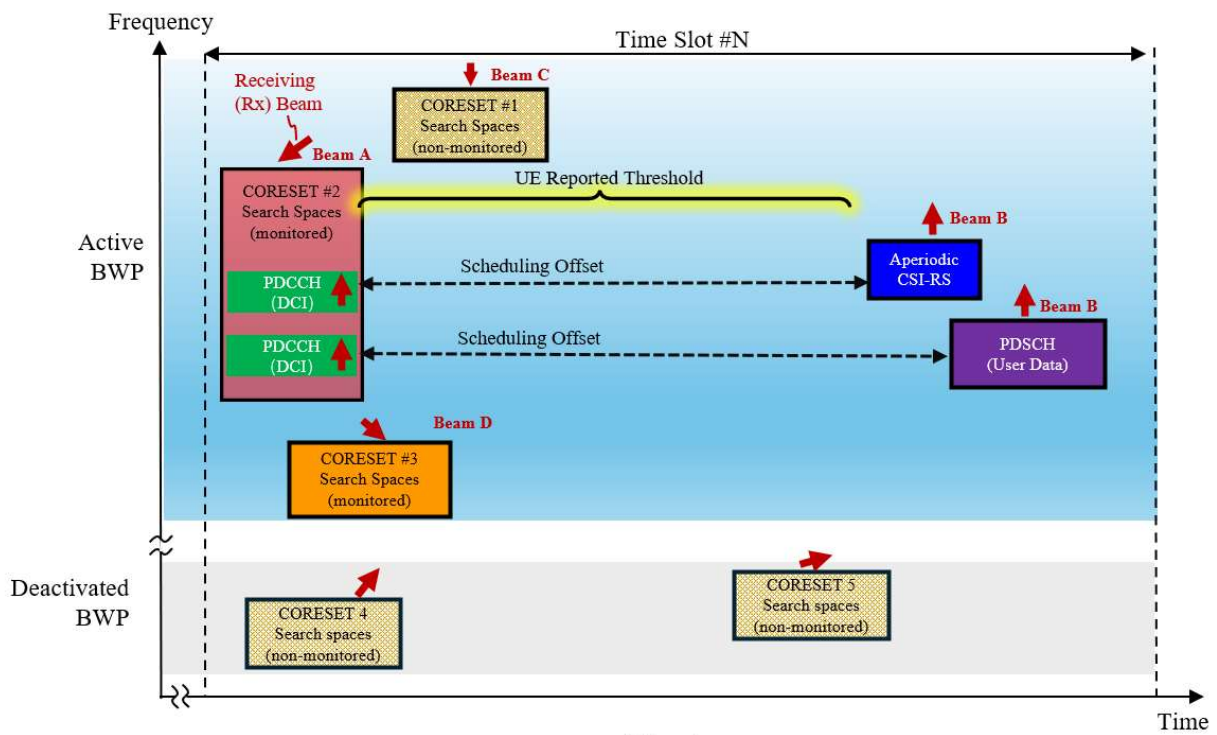 Frequency
Time Slot #N
Receiving
(Rx) Beam
Beam C
CORESET #1
Search Spaces
(non-monitored)
Beam A
UE Reported Threshold
CORESET #2
Search Spaces
(monitored)
Active
BWP
Beam B
Aperiodic
CSI-RS
Scheduling Offset
PDCCH
(DCI)
Beam B
Scheduling Offset
PDCCH
(DCI)
PDSCH
(User Data)
Beam D
CORESET #3
Search Spaces
(monitored)
Deactivated
BWP
CORESET 4
Search spaces
(non-monitored)
CORESET 5
Search spaces
(non-monitored)
Time